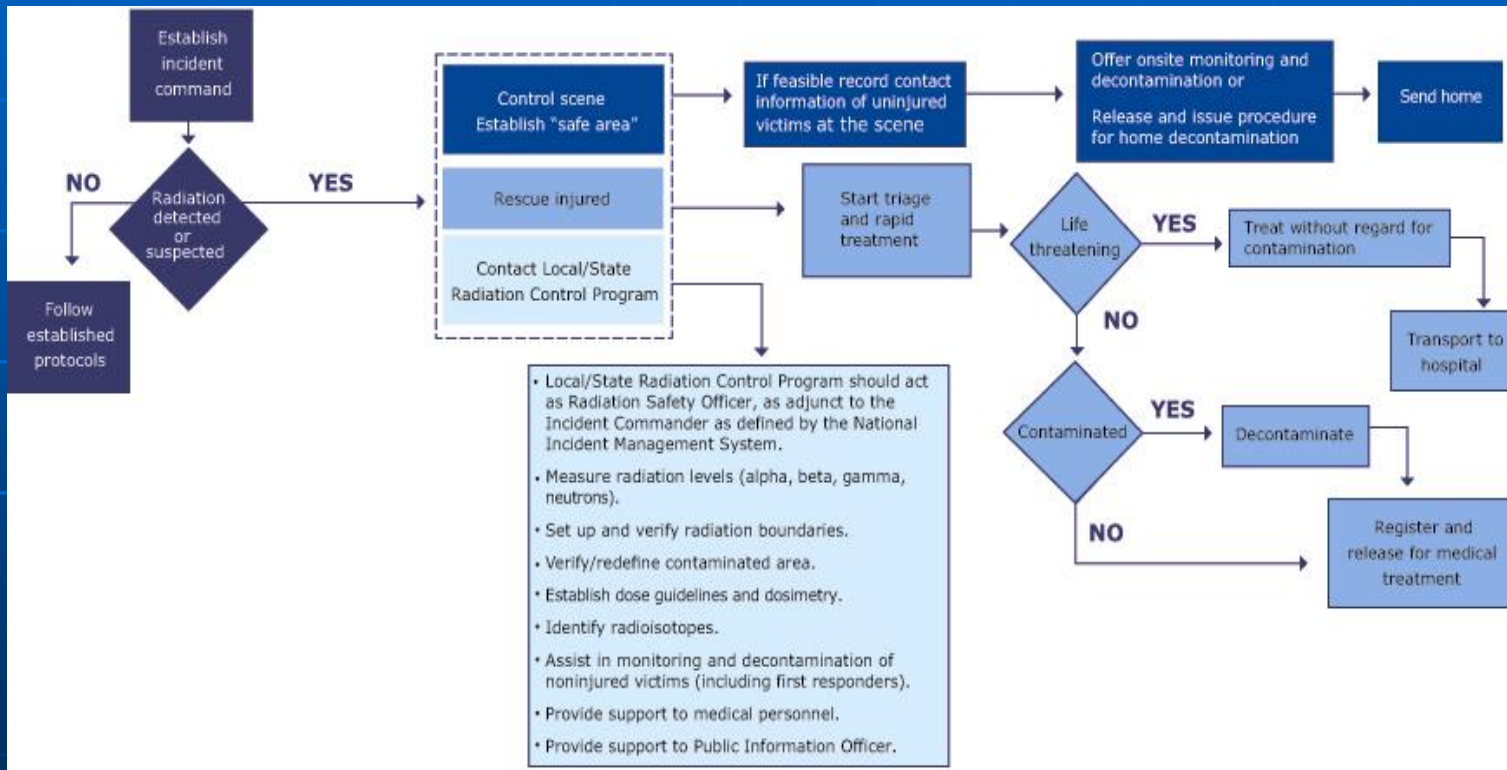 Establish
incident
command
NO
Radiation
detected
or
suspected
YES
Follow
established
protocols
Control scene
Establish “safe area”
Rescue injured
Contact Local/State
Radiation Control Program
If feasible record contact
information of uninjured
victims at the scene
Offer onsite monitoring and
decontamination or
Release and issue procedure
for home decontamination
Send home
Start triage
and rapid
treatment
Life
threatening
YES
Treat without regard for
contamination
Transport to
hospital
NO
Contaminated
YES
Decontaminate
NO
Register and
release for medical
treatment
• Local/State Radiation Control Program should act
as Radiation Safety Officer, as adjunct to the
Incident Commander as defined by the National
Incident Management System.
• Measure radiation levels (alpha, beta, gamma,
neutrons).
• Set up and verify radiation boundaries.
• Verify/redefine contaminated area.
• Establish dose guidelines and dosimetry.
• Identify radioisotopes.
• Assist in monitoring and decontamination of
noninjured victims (including first responders).
• Provide support to medical personnel.
• Provide support to Public Information Officer.